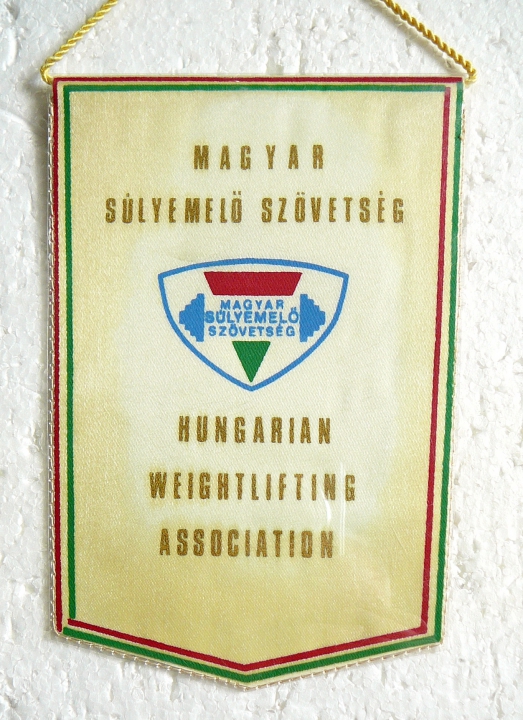 MAGYAR
SÚLYEMELŐ SZÖVETSÉG
MAGYAR
SÚLYEMELŐ
SZÖVETSÉG
HUNGARIAN
WEIGHTLIFTING
ASSOCIATION